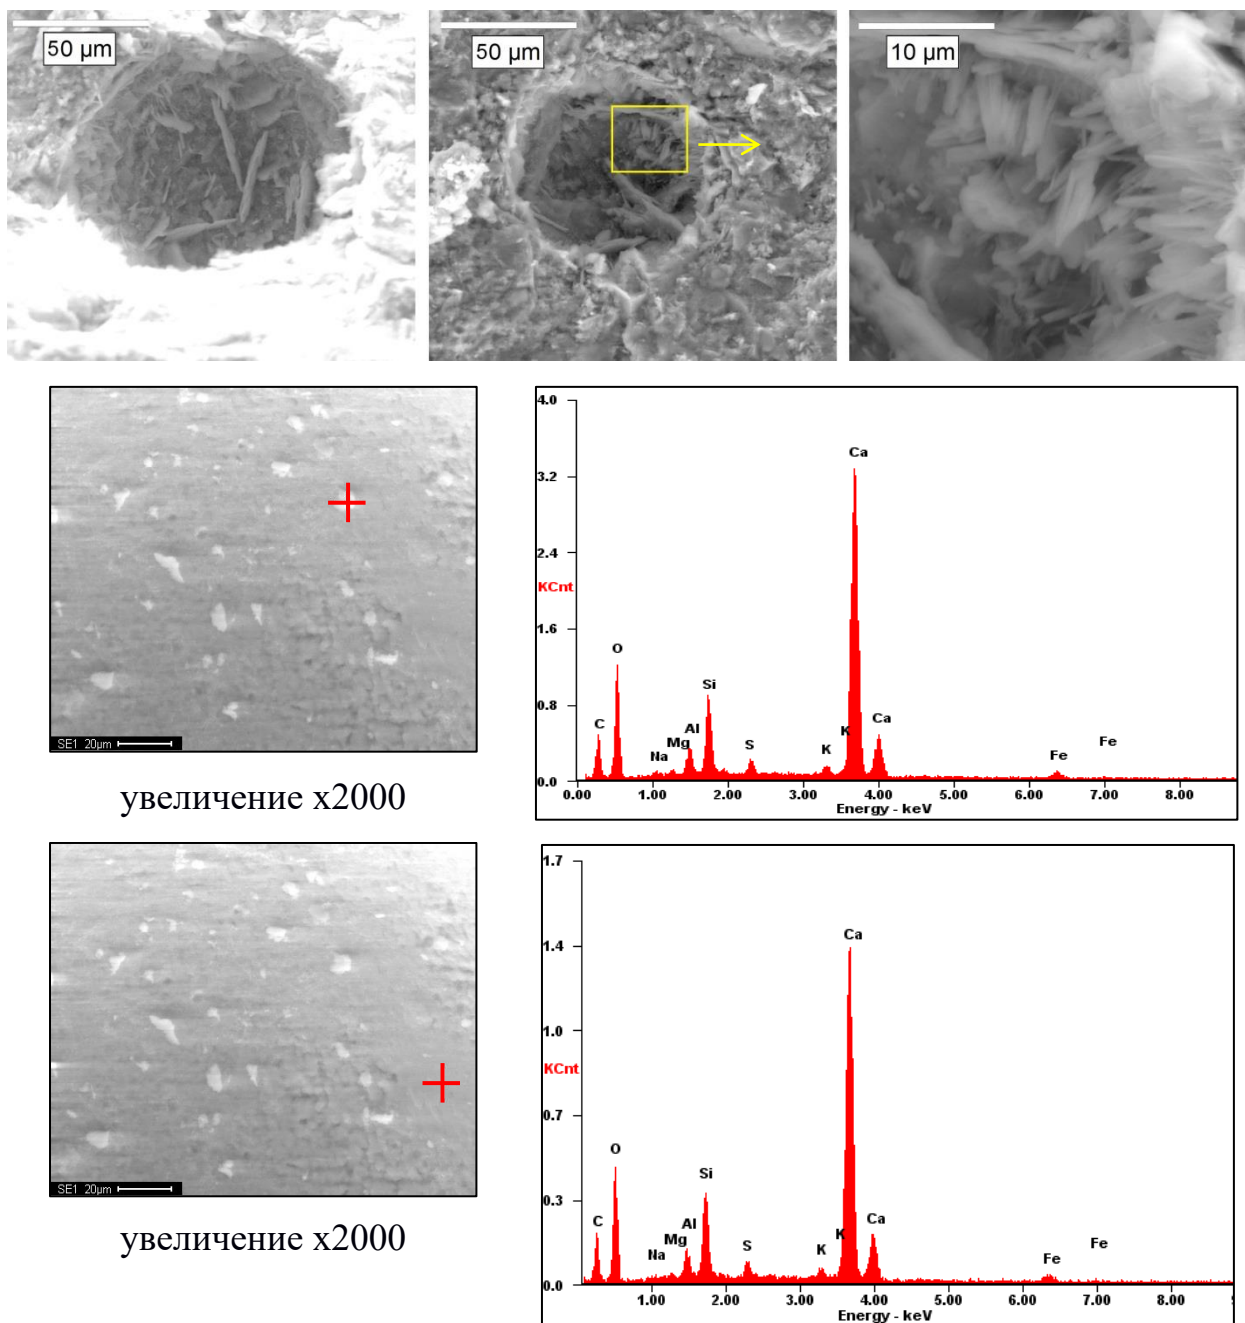 50 µm
50 µm
10 µm
4.0
3.2
2.4
KCnt
1.6
0.8
0.0
Ca
O
Si
C
Al
Mg
Na
S
K
K
Ca
Fe
Fe
0.00 1.00 2.00 3.00 4.00 5.00 6.00 7.00 8.00
Energy - keV
SE1 20µm
увеличение x2000
1.7
1.4
1.0
KCnt
0.7
0.3
0.0
Ca
O
Si
C
Al
Mg
Na
S
K
K
Ca
Fe
Fe
1.00 2.00 3.00 4.00 5.00 6.00 7.00 8.00
Energy - keV
SE1 20µm
увеличение x2000